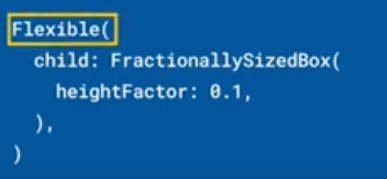 Flexible(
  child: FractionallySizedBox(
    heightFactor: 0.1,
  ),
)